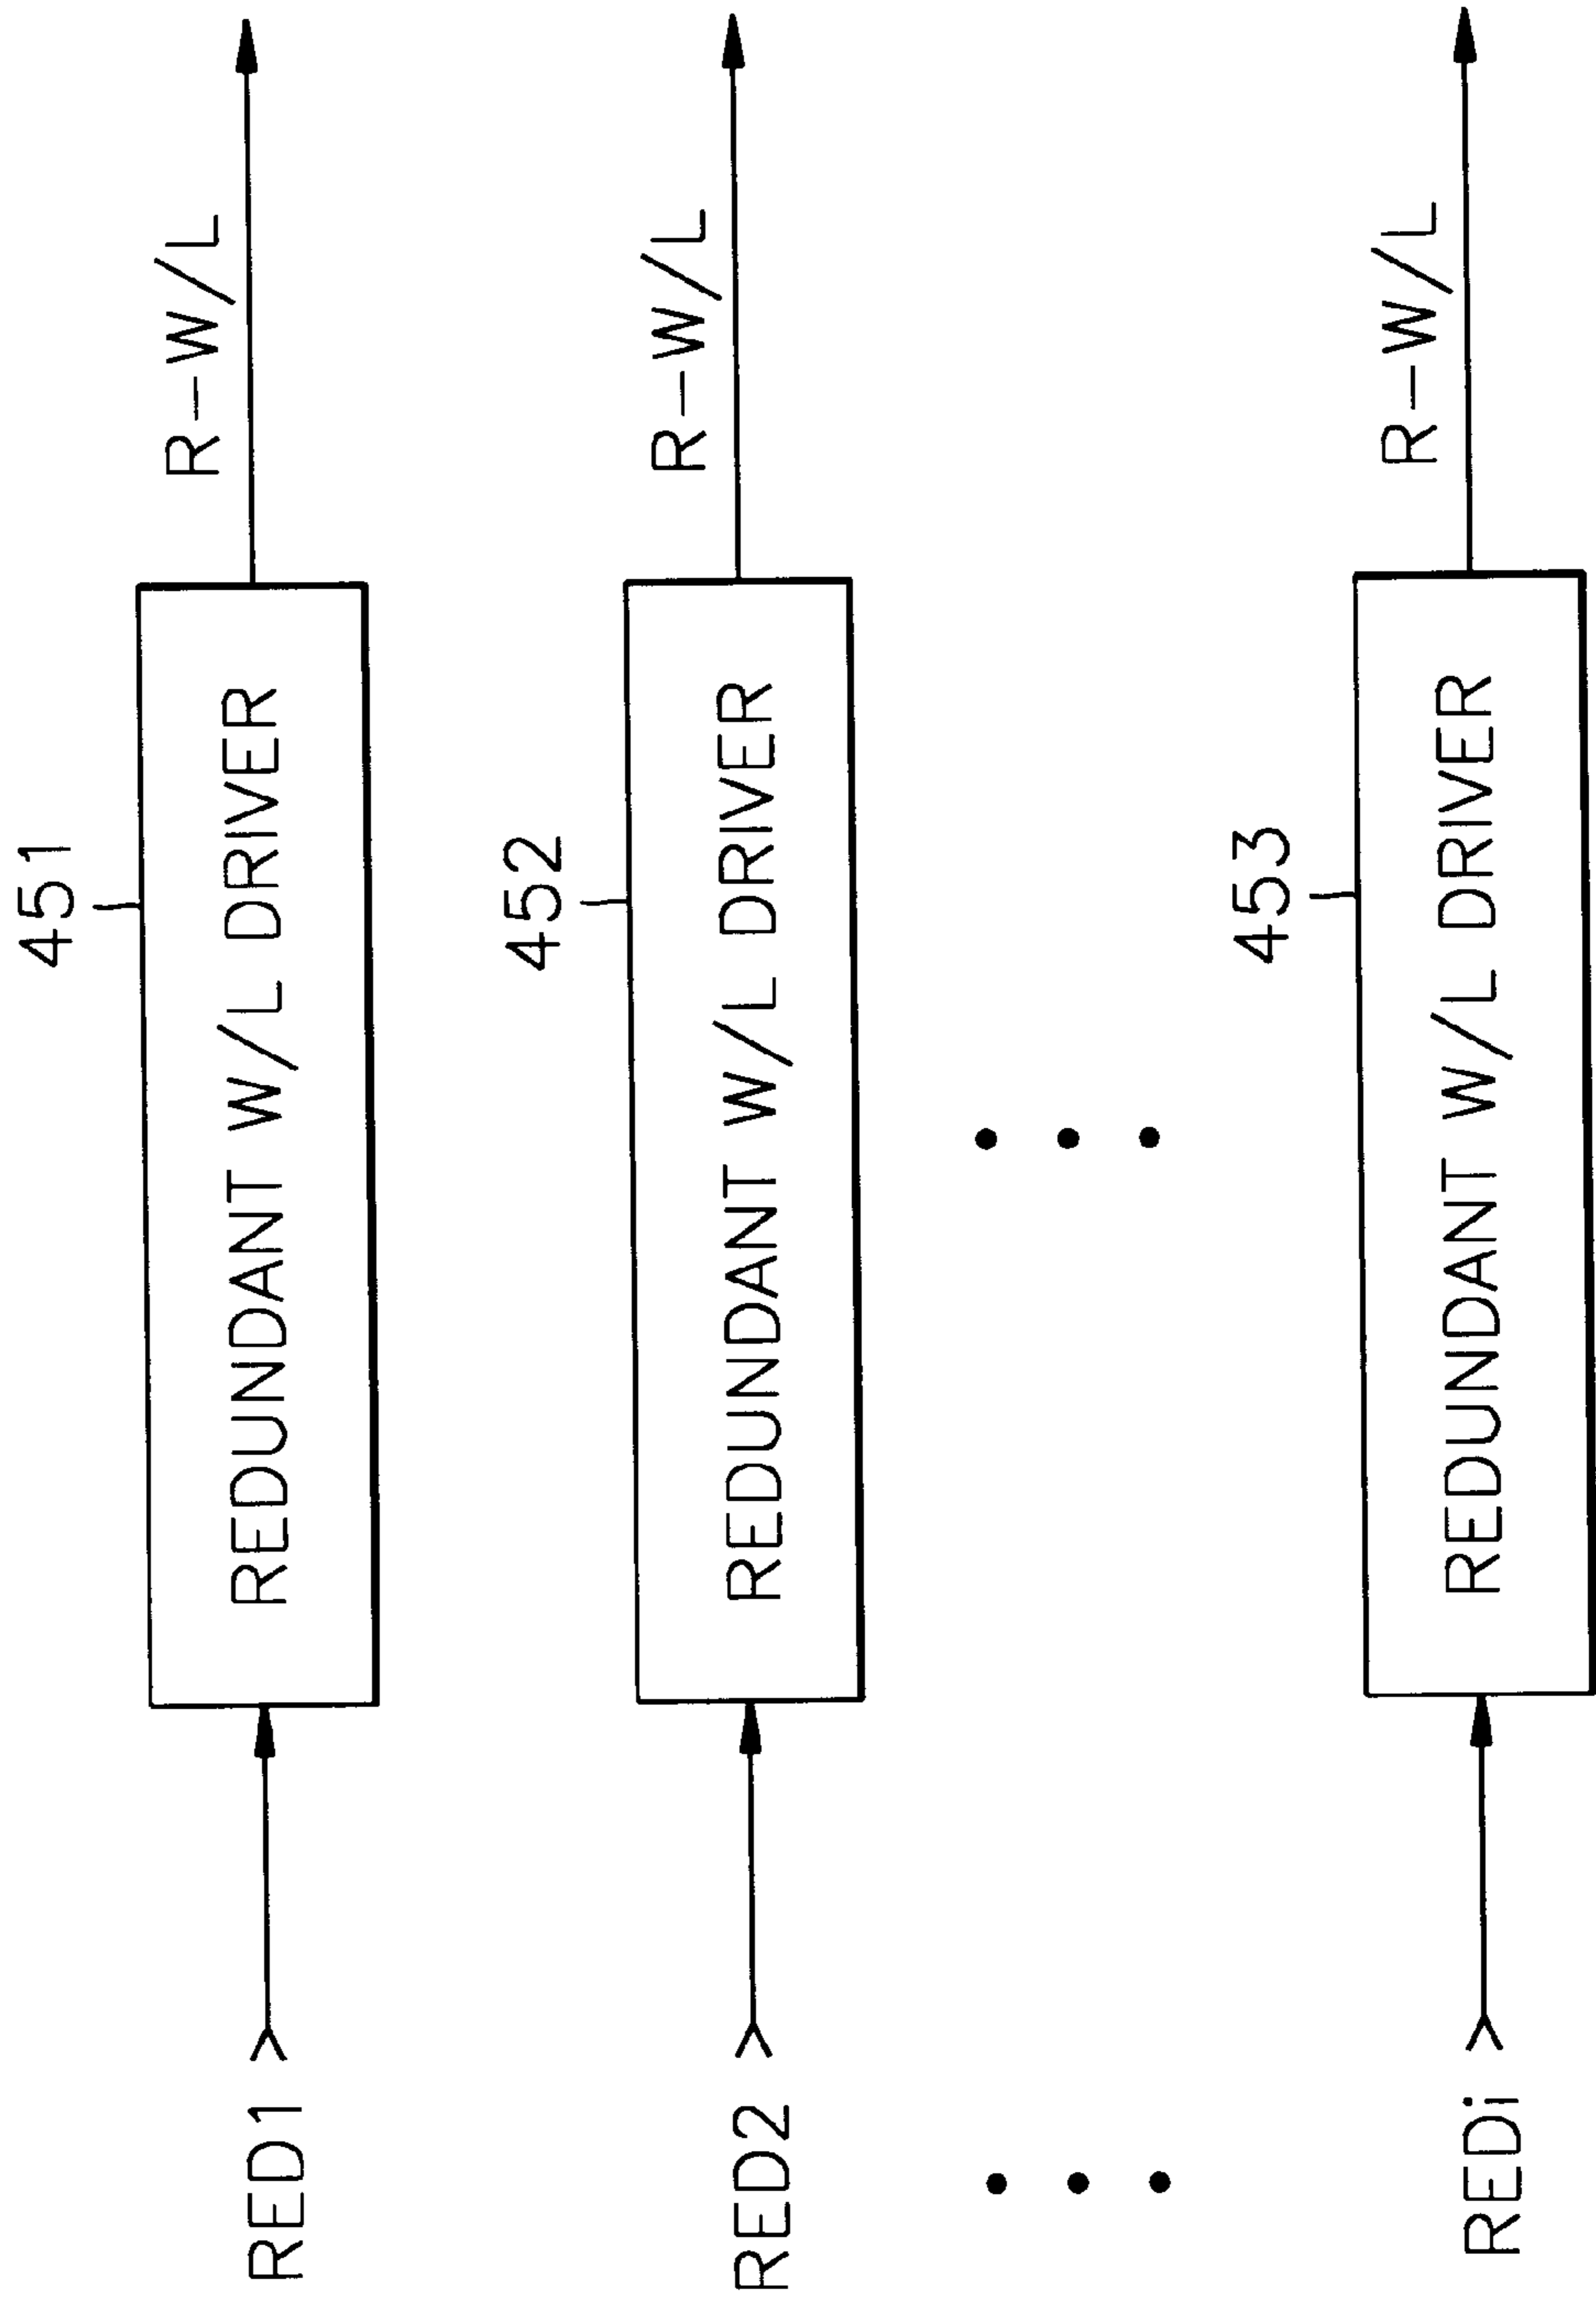 451
RED1 REDUNDANT W/L DRIVER R-W/L
452
RED2 REDUNDANT W/L DRIVER R-W/L
453
REDi REDUNDANT W/L DRIVER R-W/L